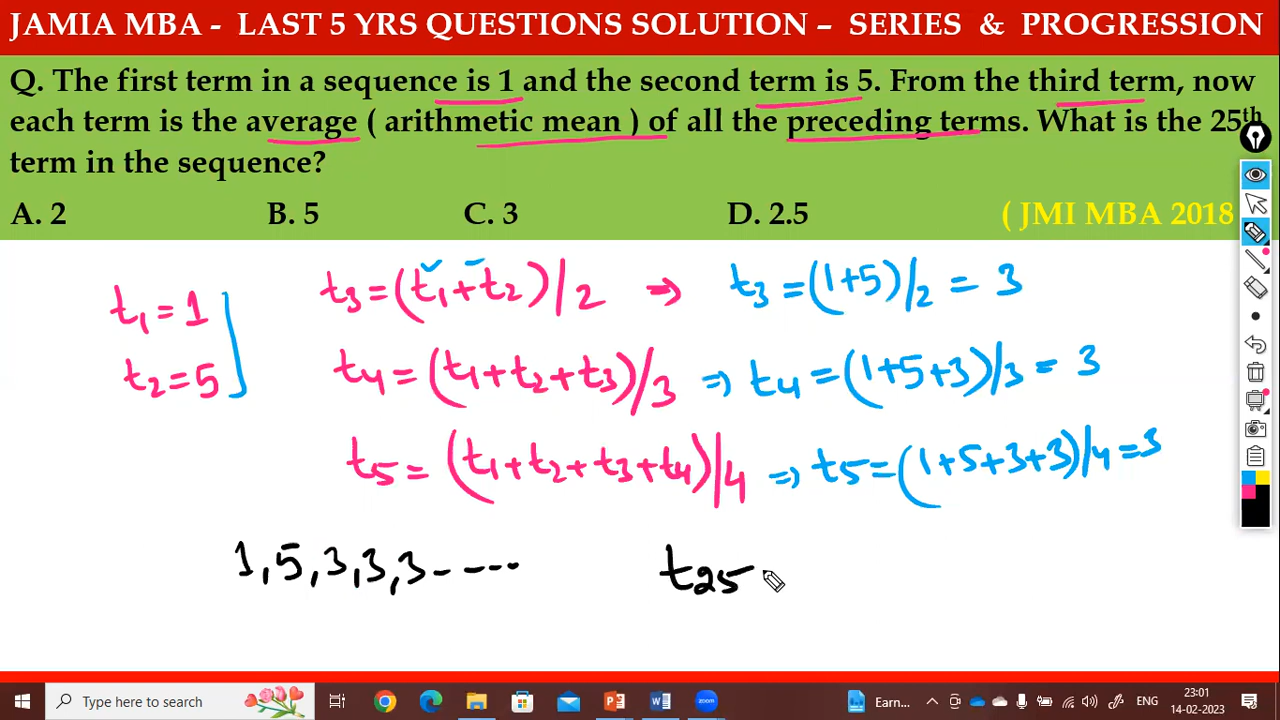 JAMIA MBA - LAST 5 YRS QUESTIONS SOLUTION – SERIES & PROGRESSION
Q. The first term in a sequence is 1 and the second term is 5. From the third term, now
each term is the average ( arithmetic mean ) of all the preceding terms. What is the 25th
term in the sequence?
A. 2 B. 5 C. 3 D. 2.5 ( JMI MBA 2018
t1=1 t3=(t1+t2)/2 ⇒ t3=(1+5)/2 = 3
t2=5 t4=(t1+t2+t3)/3 ⇒ t4=(1+5+3)/3 = 3
t5=(t1+t2+t3+t4)/4 ⇒ t5=(1+5+3+3)/4=3
1,5,3,3,3----- t25
Type here to search Earn... ENG 23:01
14-02-2023